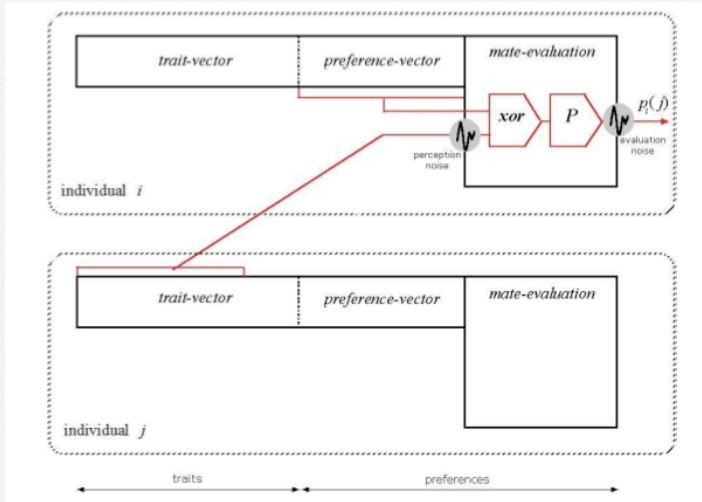 trait-vector
preference-vector
mate-evaluation
xor
P
p_i(j)
perception
noise
evaluation
noise
individual i
trait-vector
preference-vector
mate-evaluation
individual j
traits
preferences